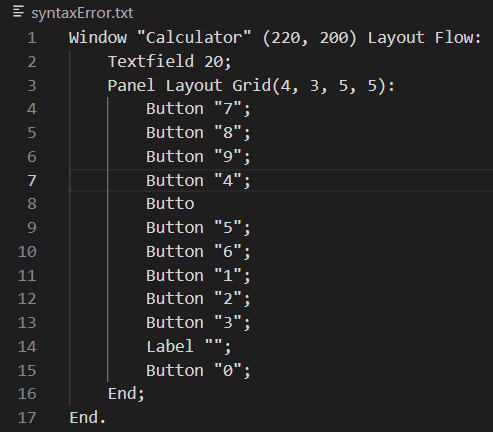 syntaxError.txt
1 Window "Calculator" (220, 200) Layout Flow:
2 Textfield 20;
3 Panel Layout Grid(4, 3, 5, 5):
4 Button "7";
5 Button "8";
6 Button "9";
7 Button "4";
8 Butto
9 Button "5";
10 Button "6";
11 Button "1";
12 Button "2";
13 Button "3";
14 Label "";
15 Button "0";
16 End;
17 End.